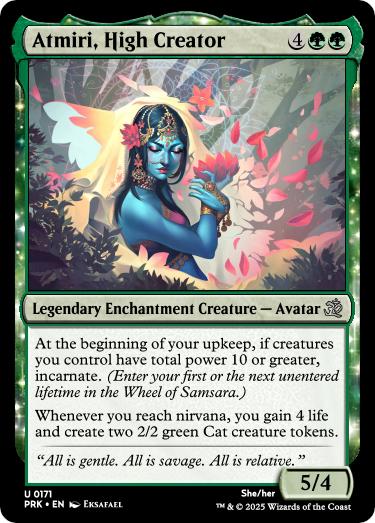 Atmiri, High Creator 4
Legendary Enchantment Creature — Avatar
At the beginning of your upkeep, if creatures
you control have total power 10 or greater,
incarnate. (Enter your first or the next unentered
lifetime in the Wheel of Samsara.)
Whenever you reach nirvana, you gain 4 life
and create two 2/2 green Cat creature tokens.
“All is gentle. All is savage. All is relative.”
5/4
U 0171
She/her
PRK • EN EKSAFAEL
™ & © 2025 Wizards of the Coast